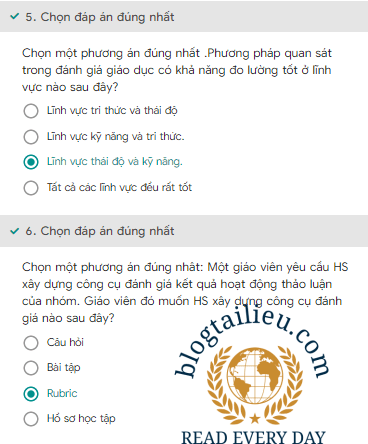 ✓ 5. Chọn đáp án đúng nhất
Chọn một phương án đúng nhất .Phương pháp quan sát
trong đánh giá giáo dục có khả năng đo lường tốt ở lĩnh
vực nào sau đây?
Lĩnh vực tri thức và thái độ
Lĩnh vực kỹ năng và tri thức.
Lĩnh vực thái độ và kỹ năng.
Tất cả các lĩnh vực đều rất tốt
✓ 6. Chọn đáp án đúng nhất
Chọn một phương án đúng nhât: Một giáo viên yêu cầu HS
xây dựng công cụ đánh giá kết quả hoạt động thảo luận
của nhóm. Giáo viên đó muốn HS xây dựng công cụ đánh
giá nào sau đây?
Câu hỏi
Bài tập
Rubric
Hồ sơ học tập
blogtailieu.com
READ EVERY DAY